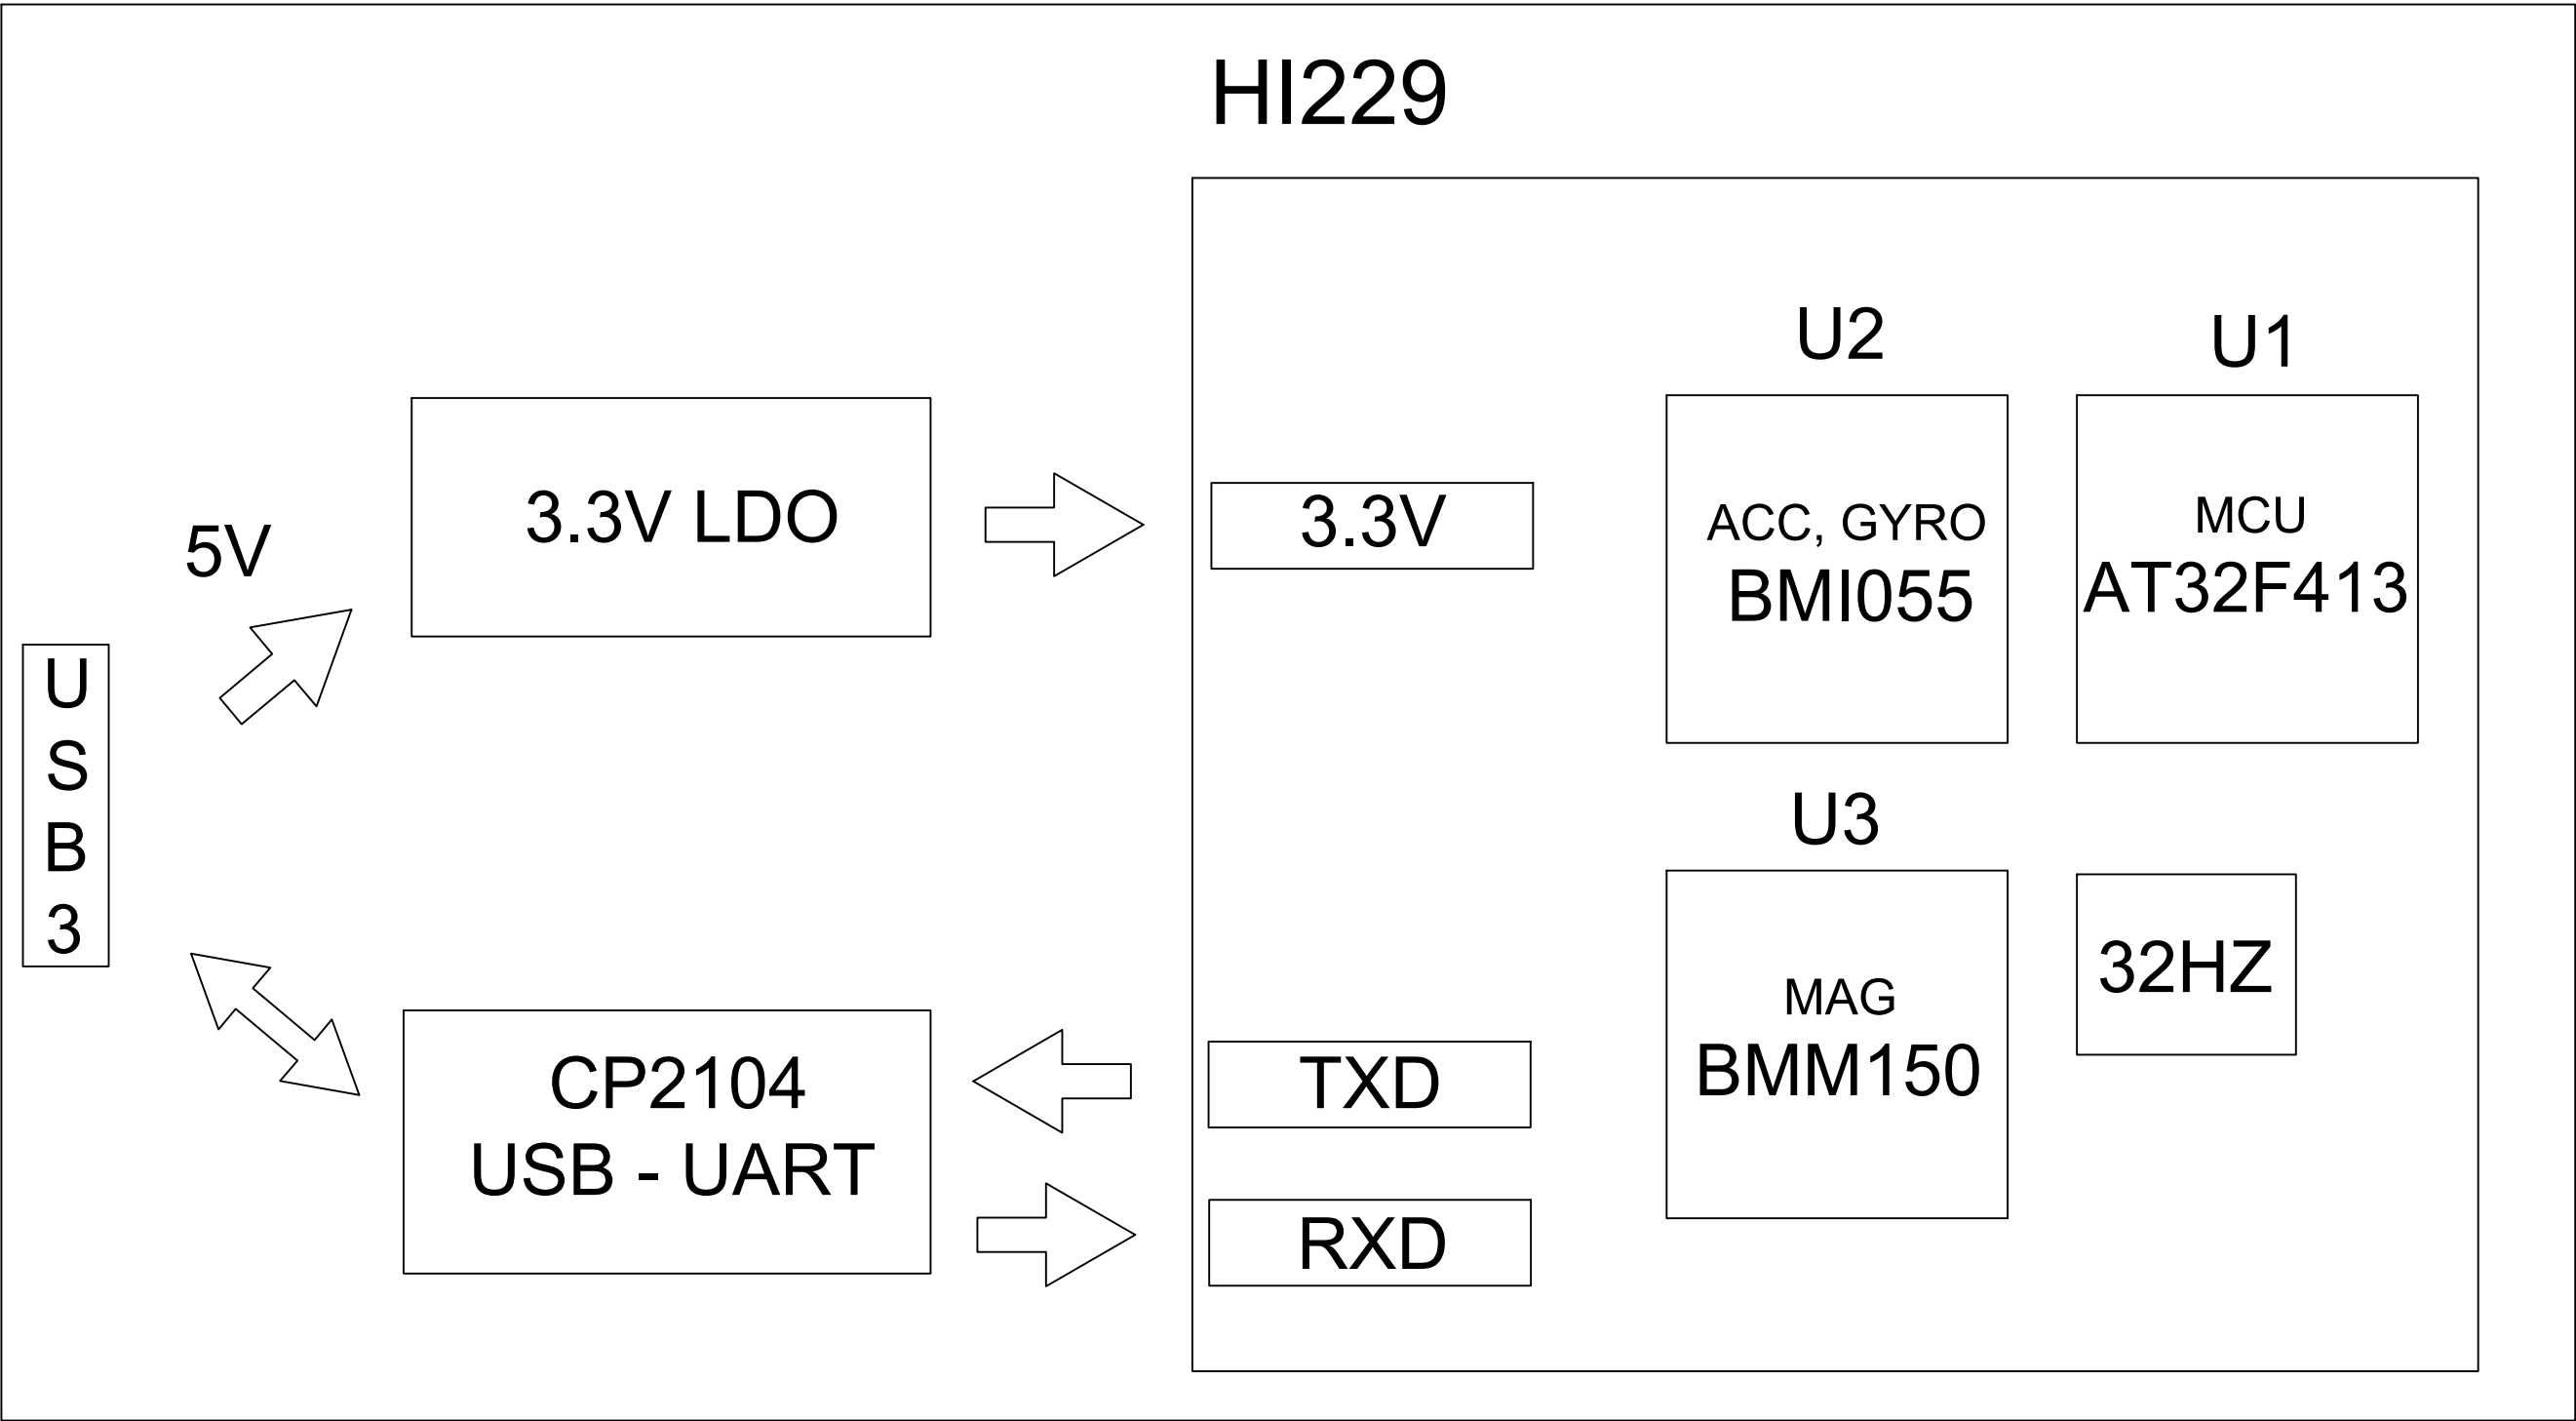 HI229
U2
U1
3.3V LDO
3.3V
ACC, GYRO
BMI055
MCU
AT32F413
5V
U
S
B
3
U3
MAG
BMM150
32HZ
CP2104
USB - UART
TXD
RXD